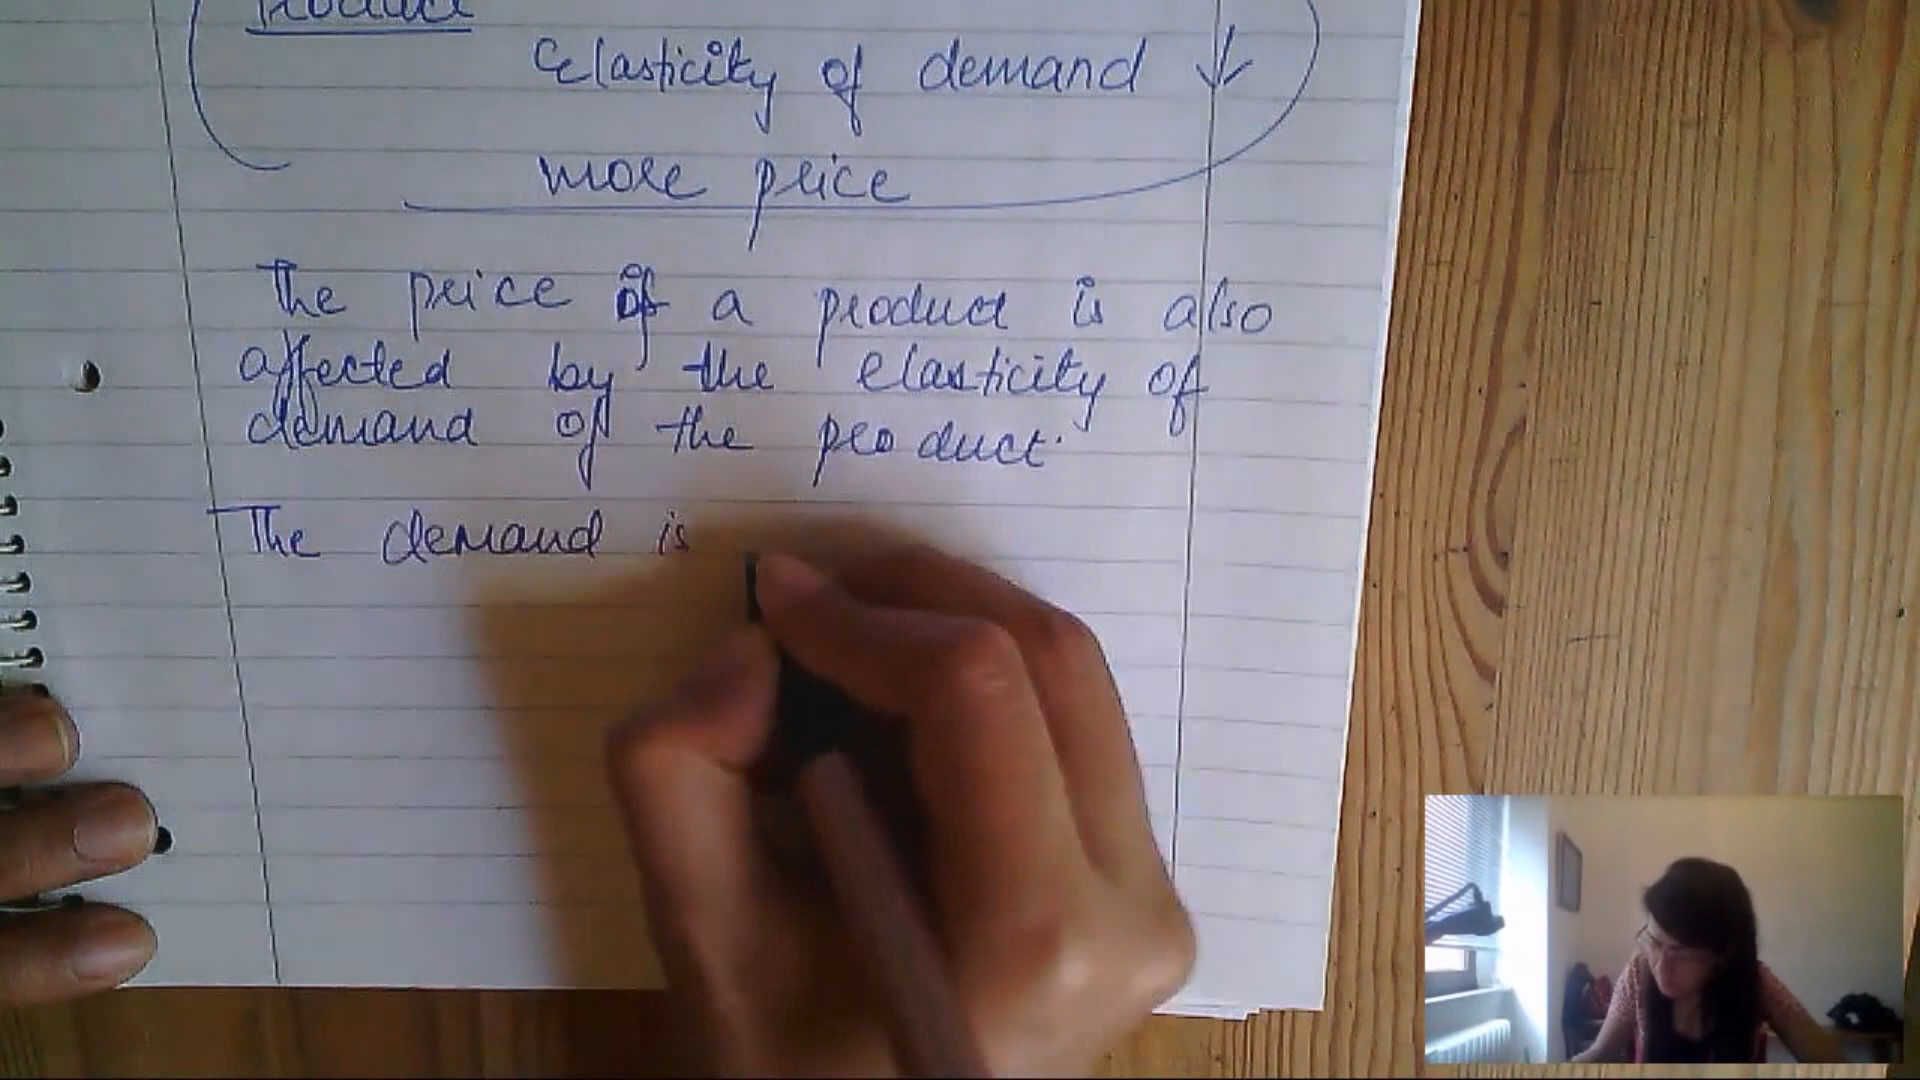 Product
Elasticity of demand ↓
more price
The price of a product is also
affected by the elasticity of
demand of the product.
The demand is